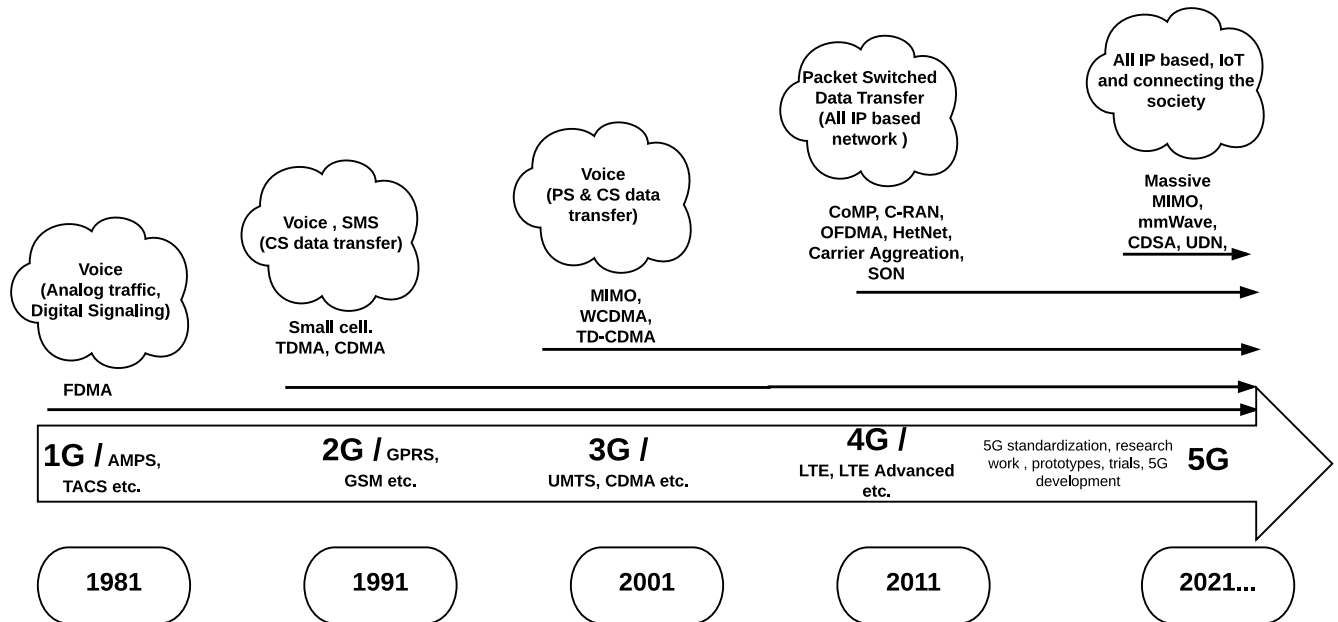 Voice
(Analog traffic,
Digital Signaling)
FDMA
Voice , SMS
(CS data transfer)
Small cell.
TDMA, CDMA
Voice
(PS & CS data
transfer)
MIMO,
WCDMA,
TD-CDMA
Packet Switched
Data Transfer
(All IP based
network )
CoMP, C-RAN,
OFDMA, HetNet,
Carrier Aggreation,
SON
All IP based, IoT
and connecting the
society
Massive
MIMO,
mmWave,
CDSA, UDN,
1G / AMPS,
TACS etc.
2G / GPRS,
GSM etc.
3G /
UMTS, CDMA etc.
4G /
LTE, LTE Advanced
etc.
5G standardization, research
work , prototypes, trials, 5G
development
5G
1981
1991
2001
2011
2021...